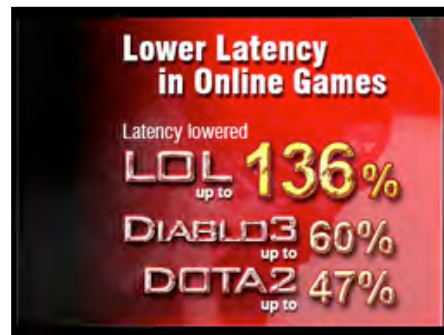 Lower Latency
in Online Games
Latency lowered
LOL up to 136%
DIABLO3 up to 60%
DOTA2 up to 47%